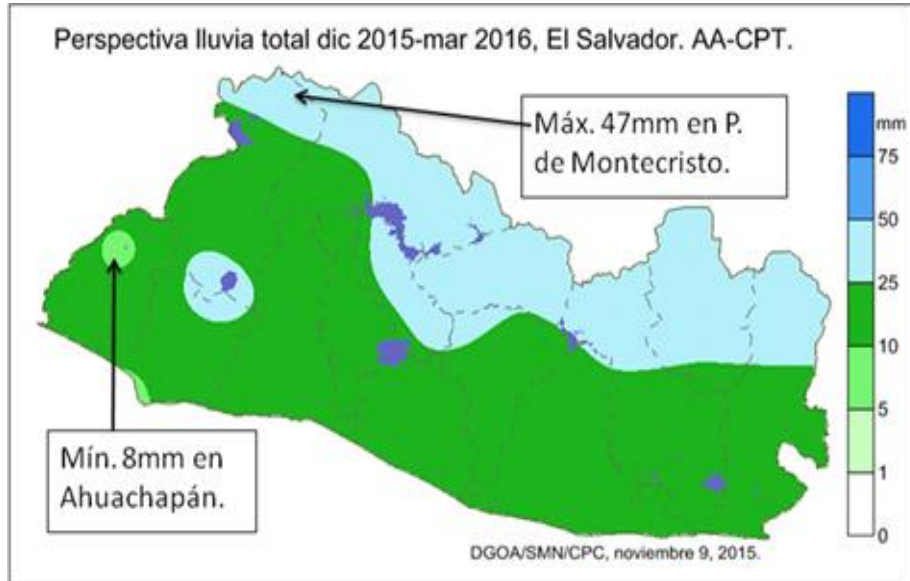 Perspectiva lluvia total dic 2015-mar 2016, El Salvador. AA-CPT.
Máx. 47mm en P.
de Montecristo.
mm
75
50
25
10
5
1
0
Mín. 8mm en
Ahuachapán.
DGOA/SMN/CPC, noviembre 9, 2015.